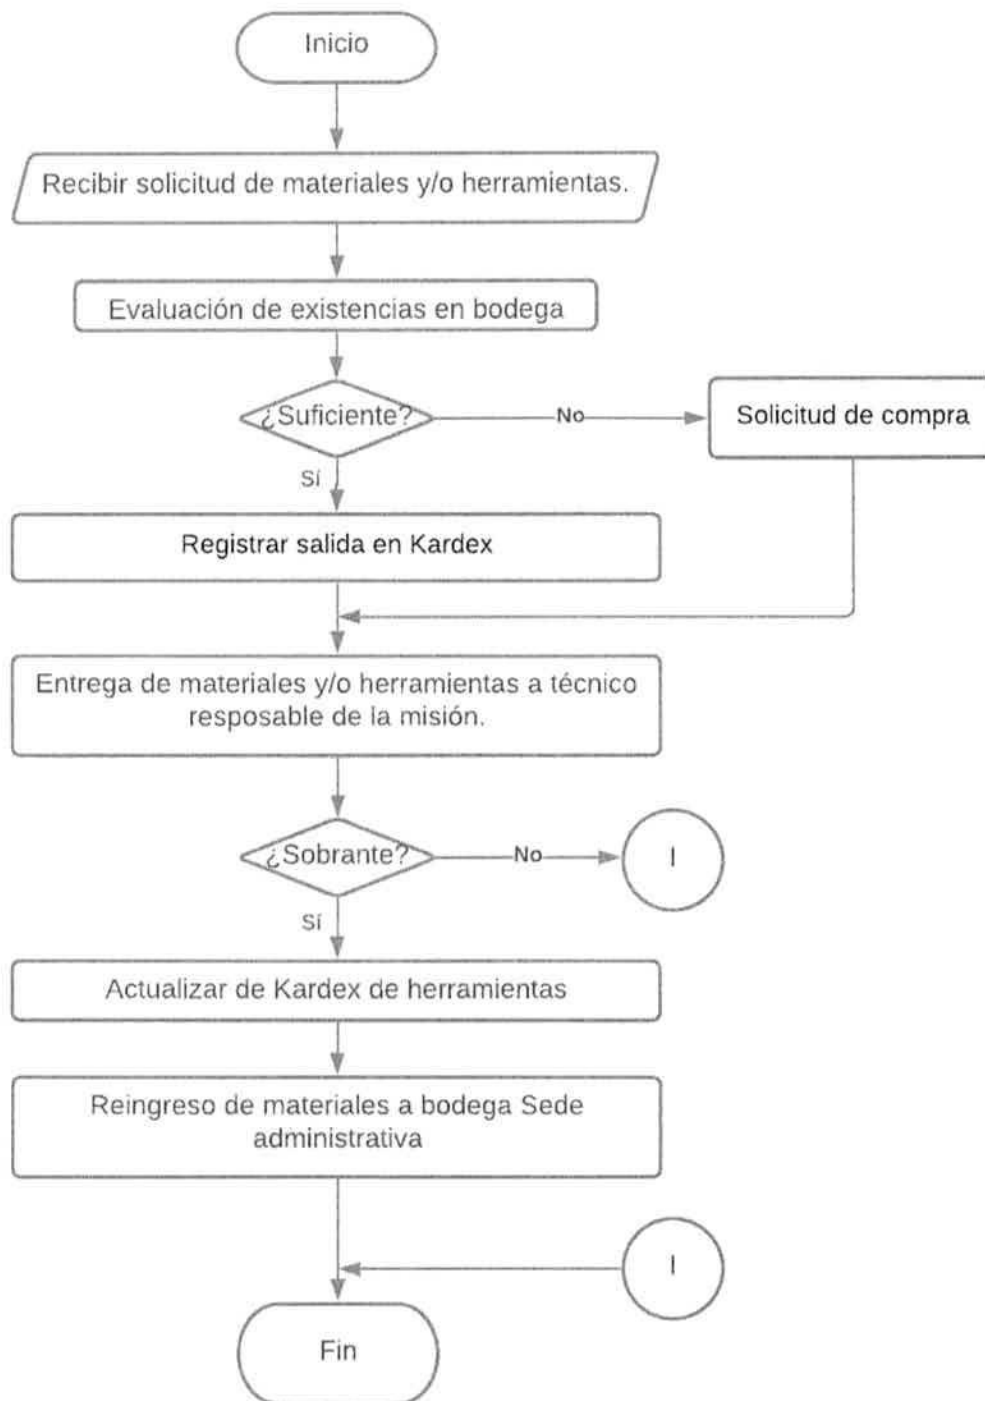 Inicio
Recibir solicitud de materiales y/o herramientas.
Evaluación de existencias en bodega
¿Suficiente?
No
Solicitud de compra
Sí
Registrar salida en Kardex
Entrega de materiales y/o herramientas a técnico
resposable de la misión.
¿Sobrante?
No
I
Sí
Actualizar de Kardex de herramientas
Reingreso de materiales a bodega Sede
administrativa
I
Fin